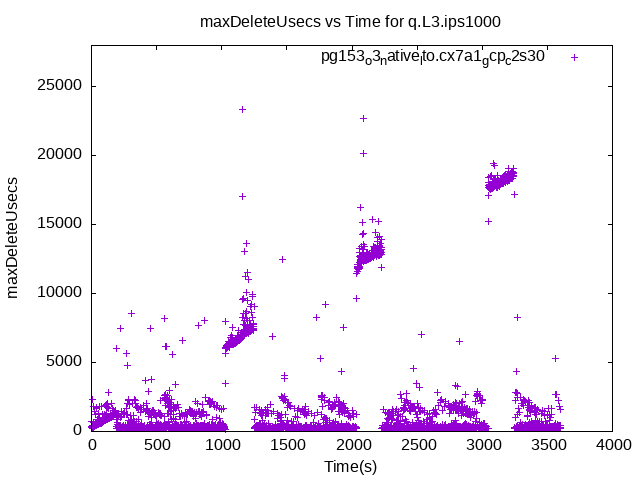 maxDeleteUsecs vs Time for q.L3.ips1000
pg153o3native_lto.cx7a1gcpc2s30
25000
20000
15000
10000
5000
0
maxDeleteUsecs
0 500 1000 1500 2000 2500 3000 3500 4000
Time(s)